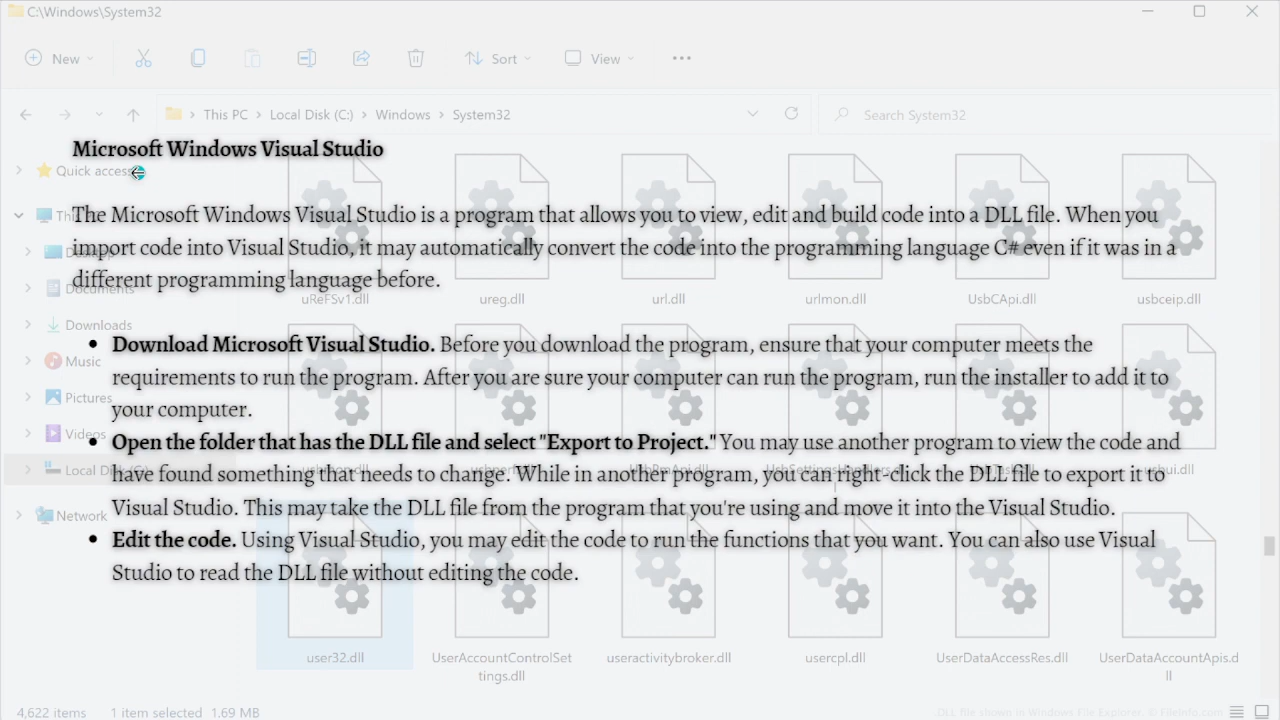 C:\Windows\System32
New
Sort
View
This PC > Local Disk (C:) > Windows > System32
Search System32
Microsoft Windows Visual Studio
Quick access
The Microsoft Windows Visual Studio is a program that allows you to view, edit and build code into a DLL file. When you
import code into Visual Studio, it may automatically convert the code into the programming language C# even if it was in a
different programming language before.
Documents
uReFSv1.dll
ureg.dll
url.dll
urlmon.dll
UsbCApi.dll
usbceip.dll
Downloads
Music
Pictures
Videos
Network
• Download Microsoft Visual Studio. Before you download the program, ensure that your computer meets the
requirements to run the program. After you are sure your computer can run the program, run the installer to add it to
your computer.
• Open the folder that has the DLL file and select "Export to Project." You may use another program to view the code and
have found something that needs to change. While in another program, you can right-click the DLL file to export it to
Visual Studio. This may take the DLL file from the program that you're using and move it into the Visual Studio.
• Edit the code. Using Visual Studio, you may edit the code to run the functions that you want. You can also use Visual
Studio to read the DLL file without editing the code.
user32.dll
UserAccountControlSet
tings.dll
useractivitybroker.dll
usercpl.dll
UserDataAccessRes.dll
UserDataAccountApis.d
ll
4,622 items
1 item selected 1.69 MB
DLL file shown in Windows File Explorer. © FileInfo.com